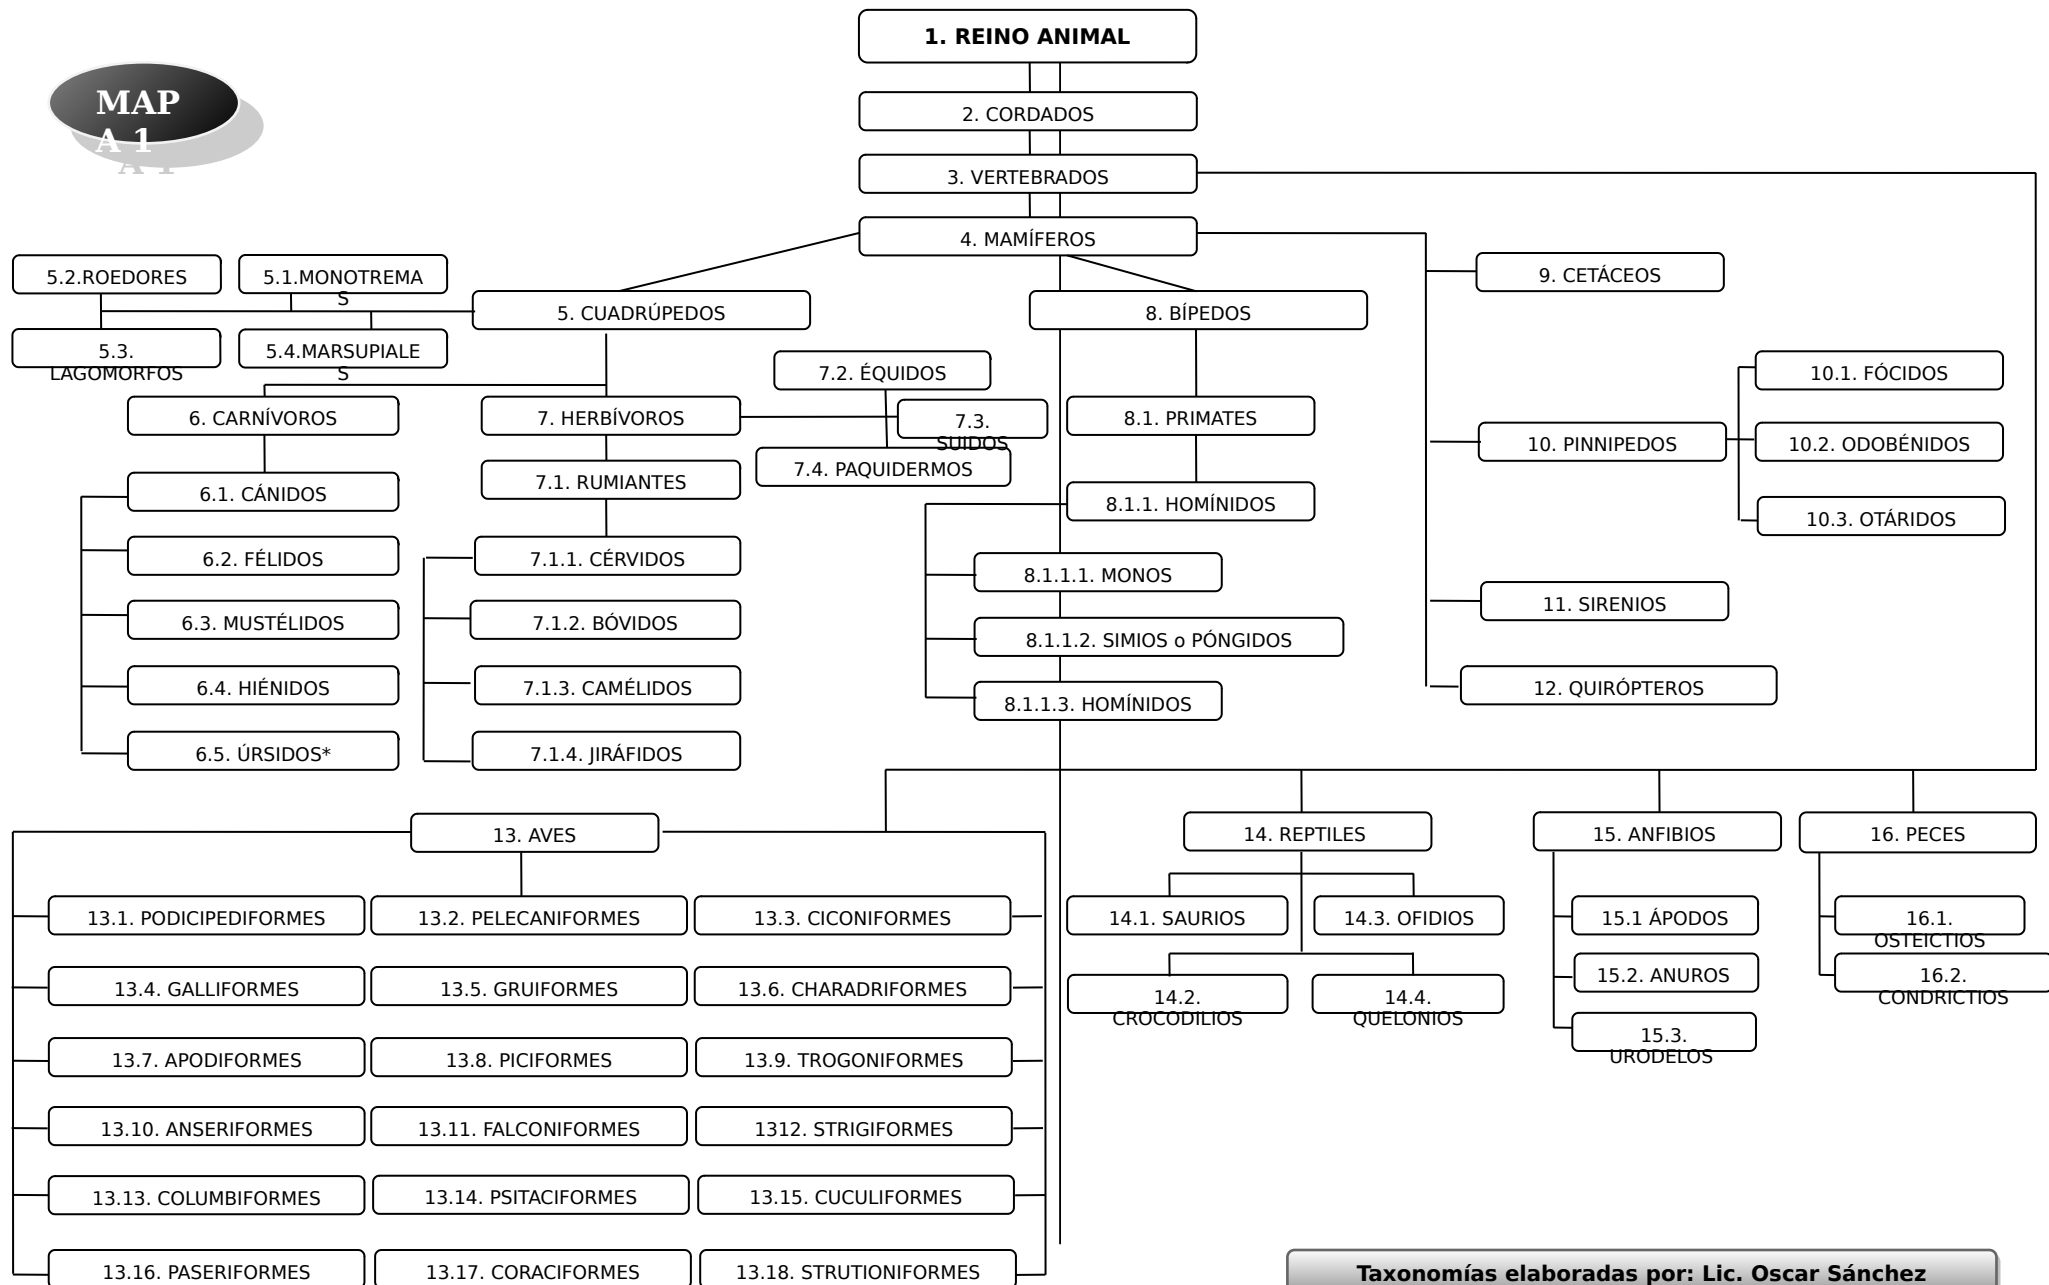 1. REINO ANIMAL
MAP
A 1
2. CORDADOS
3. VERTEBRADOS
4. MAMÍFEROS
5.2.ROEDORES
5.1.MONOTREMA
S
9. CETÁCEOS
5. CUADRÚPEDOS
8. BÍPEDOS
5.3.
LAGOMORFOS
5.4.MARSUPIALE
S
7.2. ÉQUIDOS
10.1. FÓCIDOS
6. CARNÍVOROS
7. HERBÍVOROS
7.3.
SUIDOS
8.1. PRIMATES
10. PINNIPEDOS
10.2. ODOBÉNIDOS
7.4. PAQUIDERMOS
6.1. CÁNIDOS
7.1. RUMIANTES
8.1.1. HOMÍNIDOS
10.3. OTÁRIDOS
6.2. FÉLIDOS
7.1.1. CÉRVIDOS
8.1.1.1. MONOS
11. SIRENIOS
6.3. MUSTÉLIDOS
7.1.2. BÓVIDOS
8.1.1.2. SIMIOS o PÓNGIDOS
6.4. HIÉNIDOS
7.1.3. CAMÉLIDOS
8.1.1.3. HOMÍNIDOS
12. QUIRÓPTEROS
6.5. ÚRSIDOS*
7.1.4. JIRÁFIDOS
13. AVES
14. REPTILES
15. ANFIBIOS
16. PECES
13.1. PODICIPEDIFORMES
13.2. PELECANIFORMES
13.3. CICONIFORMES
14.1. SAURIOS
14.3. OFIDIOS
15.1 ÁPODOS
16.1.
OSTEICTIOS
13.4. GALLIFORMES
13.5. GRUIFORMES
13.6. CHARADRIFORMES
14.2.
CROCODILIOS
14.4.
QUELONIOS
15.2. ANUROS
16.2.
CONDRICTIOS
15.3.
URODELOS
13.7. APODIFORMES
13.8. PICIFORMES
13.9. TROGONIFORMES
13.10. ANSERIFORMES
13.11. FALCONIFORMES
1312. STRIGIFORMES
13.13. COLUMBIFORMES
13.14. PSITACIFORMES
13.15. CUCULIFORMES
13.16. PASERIFORMES
13.17. CORACIFORMES
13.18. STRUTIONIFORMES
Taxonomías elaboradas por: Lic. Oscar Sánchez